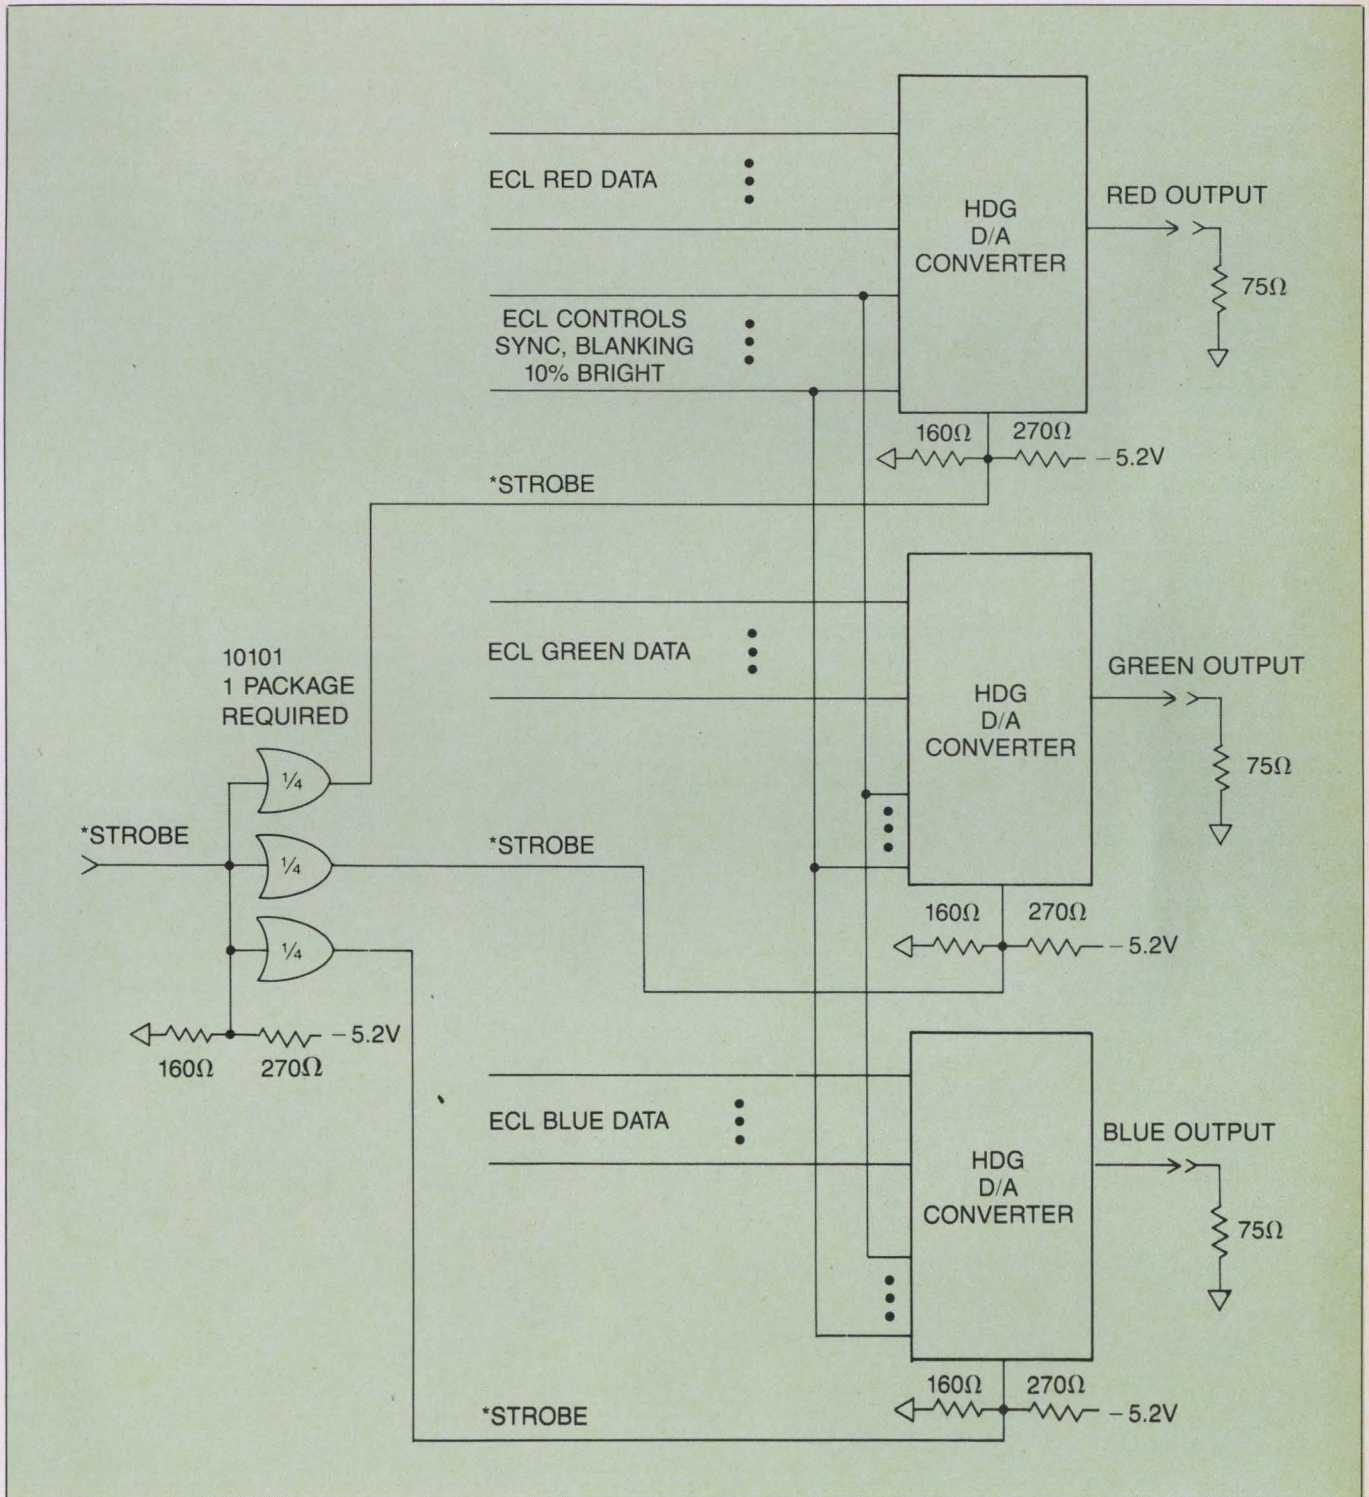 ECL RED DATA
HDG
D/A
CONVERTER
RED OUTPUT
75Ω
ECL CONTROLS
SYNC, BLANKING
10% BRIGHT
160Ω
270Ω
−5.2V
*STROBE
10101
1 PACKAGE
REQUIRED
ECL GREEN DATA
HDG
D/A
CONVERTER
GREEN OUTPUT
75Ω
¼
*STROBE
¼
*STROBE
¼
160Ω
270Ω
−5.2V
160Ω
270Ω
−5.2V
ECL BLUE DATA
HDG
D/A
CONVERTER
BLUE OUTPUT
75Ω
160Ω
270Ω
−5.2V
*STROBE